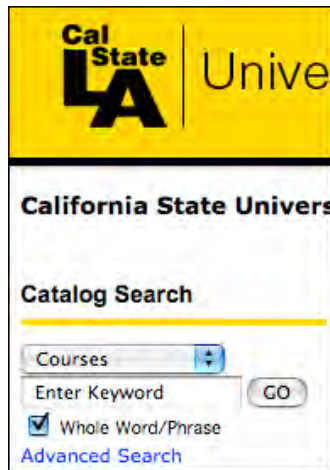 Cal
State
LA
Unive
California State Univers
Catalog Search
Courses
Enter Keyword
GO
Whole Word/Phrase
Advanced Search